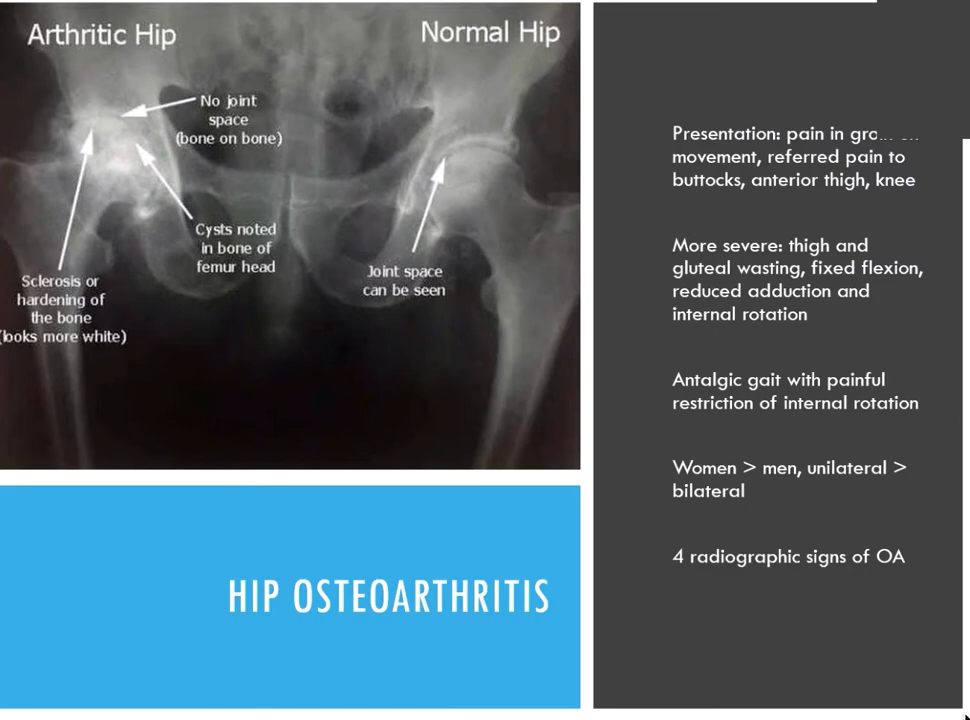 Arthritic Hip
Normal Hip
No joint
space
(bone on bone)
Cysts noted
in bone of
femur head
Joint space
can be seen
Sclerosis or
hardening of
the bone
(looks more white)
HIP OSTEOARTHRITIS
Presentation: pain in
movement, referred pain to
buttocks, anterior thigh, knee
More severe: thigh and
gluteal wasting, fixed flexion,
reduced adduction and
internal rotation
Antalgic gait with painful
restriction of internal rotation
Women > men, unilateral >
bilateral
4 radiographic signs of OA